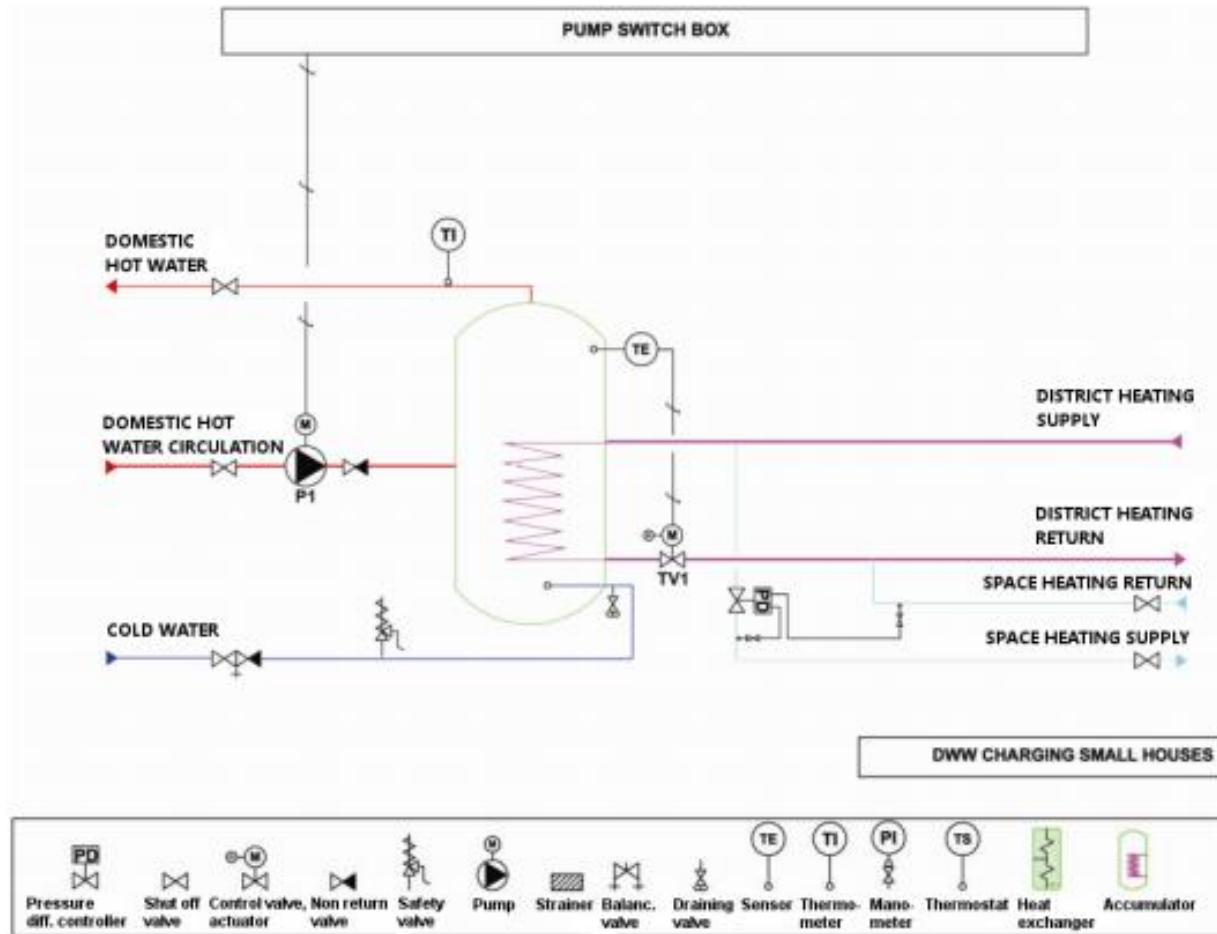 PUMP SWITCH BOX
TI
DOMESTIC
HOT WATER
TE
DISTRICT HEATING
SUPPLY
M
DOMESTIC HOT
WATER CIRCULATION
P1
DISTRICT HEATING
RETURN
M
TV1
SPACE HEATING RETURN
PD
COLD WATER
SPACE HEATING SUPPLY
DWW CHARGING SMALL HOUSES
PD
M
M
TE
TI
PI
TS
Pressure
diff. controller
Shut off
valve
Control valve,
actuator
Non return
valve
Safety
valve
Pump
Strainer
Balanc.
valve
Draining
valve
Sensor
Thermo-
meter
Mano-
meter
Thermostat
Heat
exchanger
Accumulator